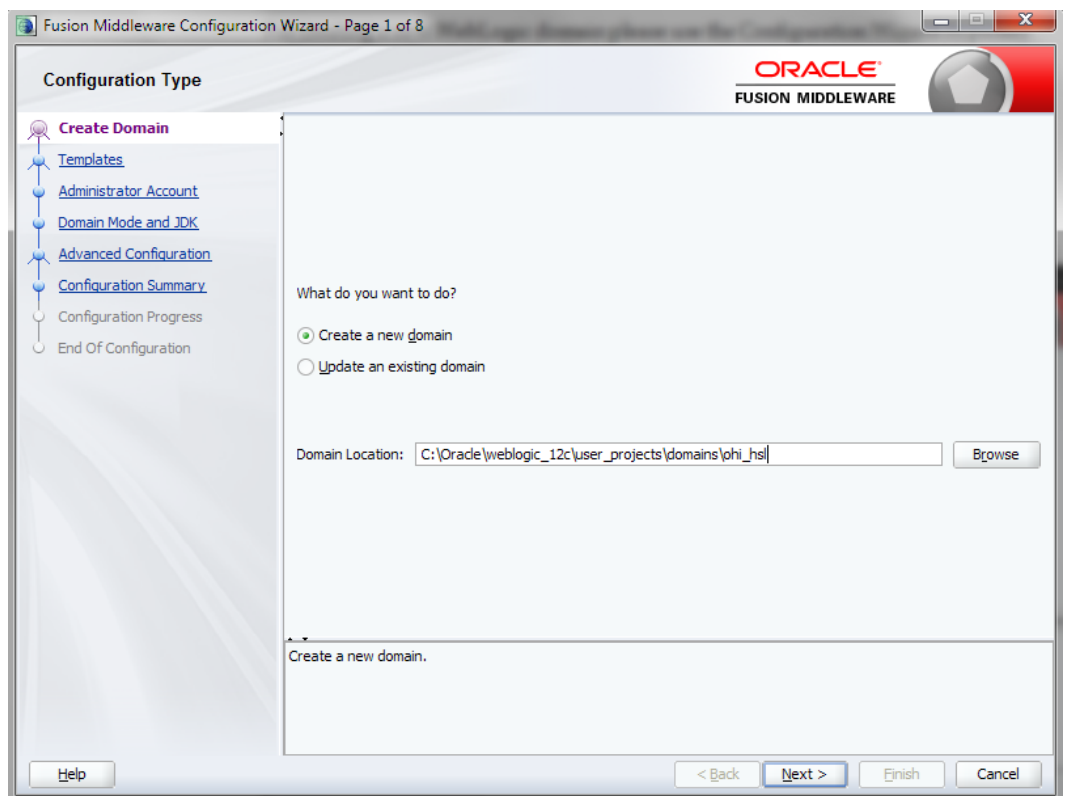 Fusion Middleware Configuration Wizard - Page 1 of 8
Configuration Type
ORACLE
FUSION MIDDLEWARE
Create Domain
Templates
Administrator Account
Domain Mode and JDK
Advanced Configuration
Configuration Summary
Configuration Progress
End Of Configuration
What do you want to do?
Create a new domain
Update an existing domain
Domain Location: C:\Oracle\weblogic_12c\user_projects\domains\ohi_hsl Browse
Create a new domain.
Help < Back Next > Finish Cancel